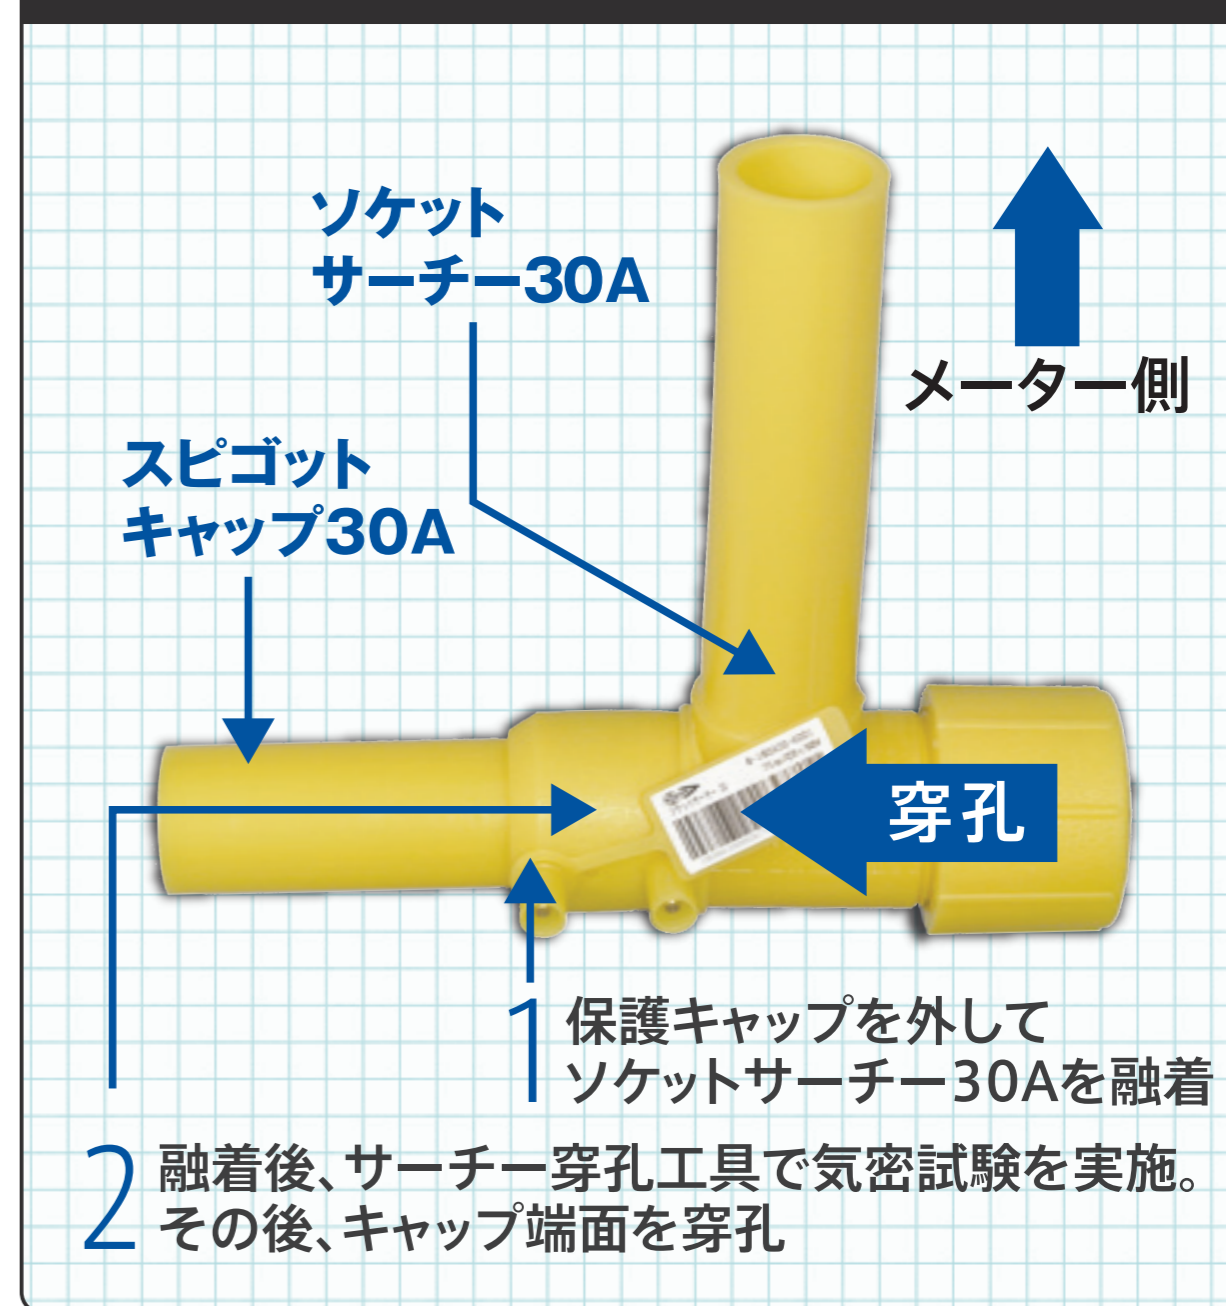 ソケット
サーチー30A
メーター側
スピゴット
キャップ30A
穿孔
1 保護キャップを外して
ソケットサーチー30Aを融着
2 融着後、サーチー穿孔工具で気密試験を実施。
その後、キャップ端面を穿孔